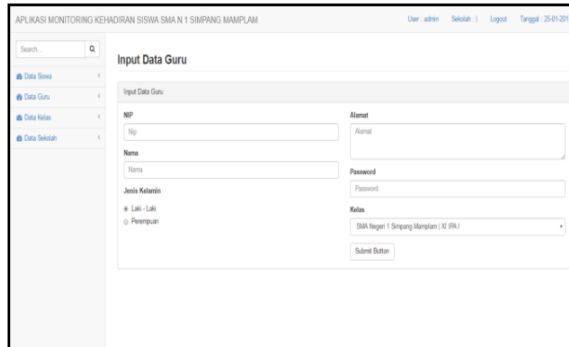 APLIKASI MONITORING KEHADIRAN SISWA SMA N 1 SIMPANG MAMPLAM
User : admin Sekolah : | Logout Tanggal : 25-01-201
Search..
Data Siswa
Data Guru
Data Kelas
Data Sekolah
Input Data Guru
Input Data Guru
NIP
Nip
Nama
Nama
Jenis Kelamin
Laki - Laki
Perempuan
Alamat
Alamat
Password
Password
Kelas
SMA Negeri 1 Simpang Mamplam | XI IPA I
Submit Button